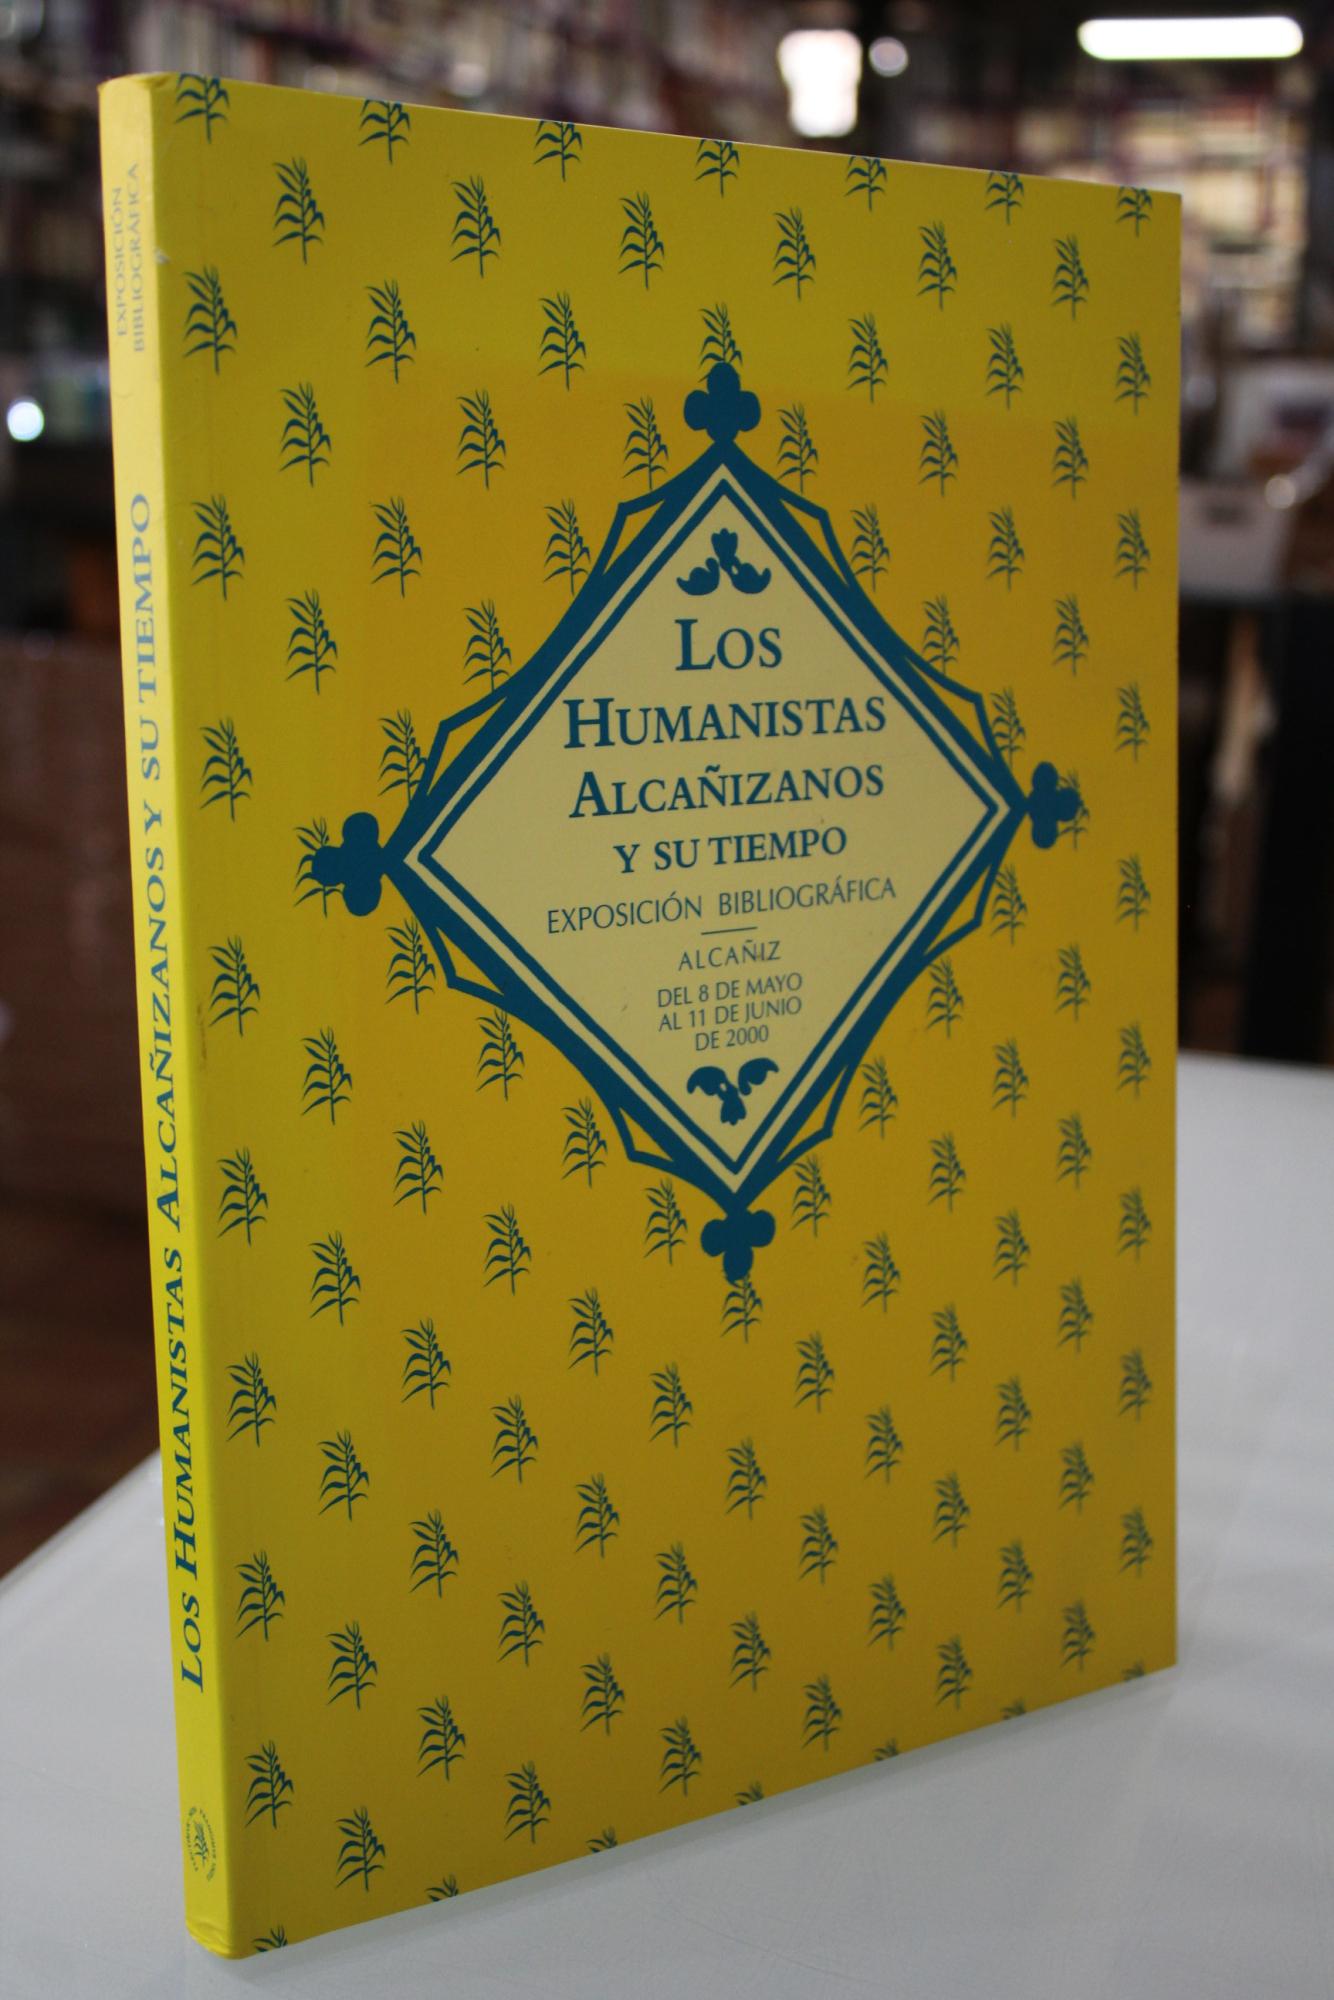 EXPOSICIÓN
BIBLIOGRÁFICA
LOS HUMANISTAS ALCAÑIZANOS Y SU TIEMPO
LOS
HUMANISTAS
ALCAÑIZANOS
Y SU TIEMPO
EXPOSICIÓN BIBLIOGRÁFICA
ALCAÑIZ
DEL 8 DE MAYO
AL 11 DE JUNIO
DE 2000